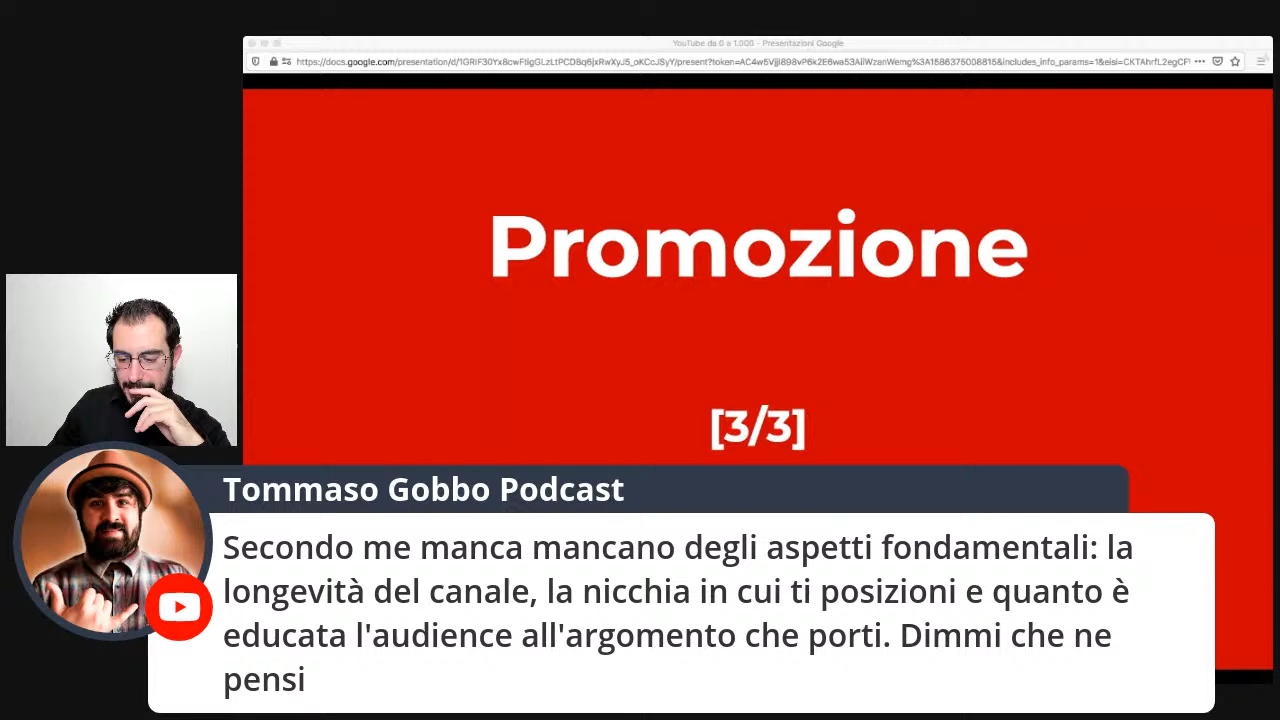 YouTube da 0 a 1.000 - Presentazioni Google
Promozione
[3/3]
Tommaso Gobbo Podcast
Secondo me manca mancano degli aspetti fondamentali: la
longevità del canale, la nicchia in cui ti posizioni e quanto è
educata l'audience all'argomento che porti. Dimmi che ne
pensi